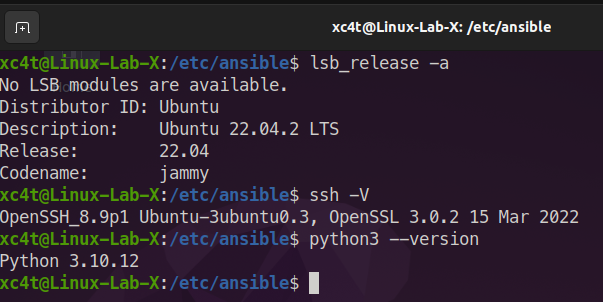 xc4t@Linux-Lab-X: /etc/ansible
xc4t@Linux-Lab-X:/etc/ansible$ lsb_release -a
No LSB modules are available.
Distributor ID: Ubuntu
Description:    Ubuntu 22.04.2 LTS
Release:        22.04
Codename:       jammy
xc4t@Linux-Lab-X:/etc/ansible$ ssh -V
OpenSSH_8.9p1 Ubuntu-3ubuntu0.3, OpenSSL 3.0.2 15 Mar 2022
xc4t@Linux-Lab-X:/etc/ansible$ python3 --version
Python 3.10.12
xc4t@Linux-Lab-X:/etc/ansible$